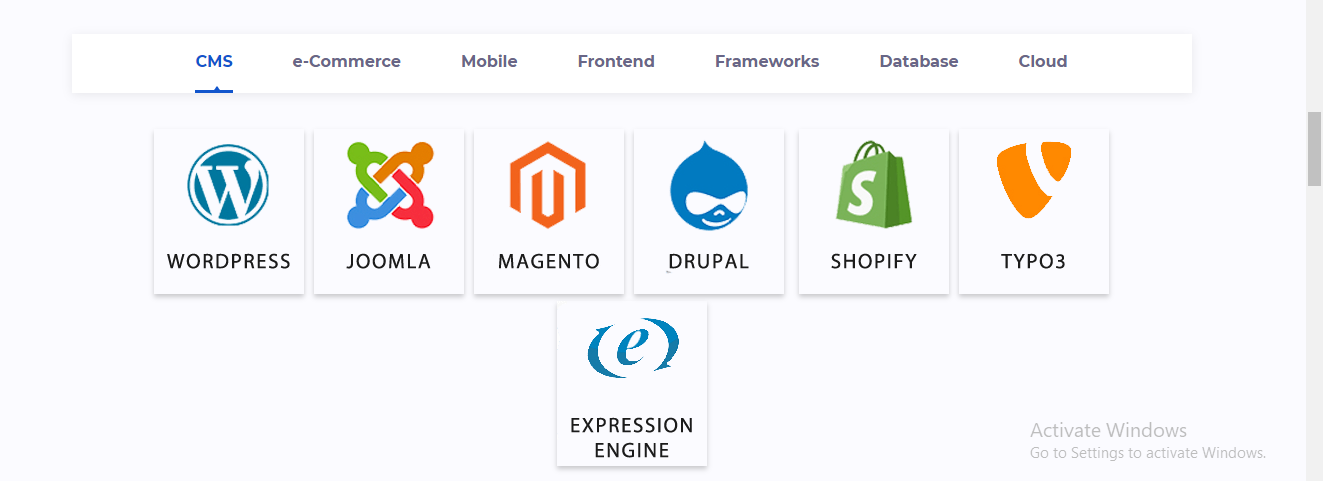 CMS e-Commerce Mobile Frontend Frameworks Database Cloud
WORDPRESS JOOMLA MAGENTO DRUPAL SHOPIFY TYPO3
EXPRESSION
ENGINE
Activate Windows
Go to Settings to activate Windows.